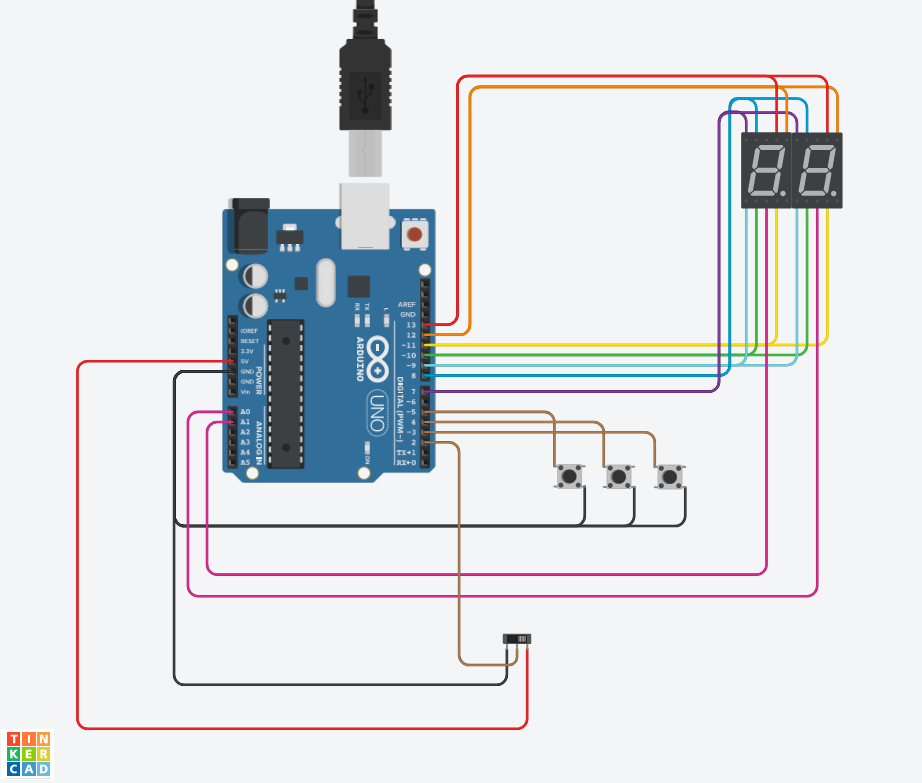 AREF
GND
13
12
~11
~10
~9
8
7
~6
~5
4
~3
2
TX→1
RX←0
DIGITAL (PWM~)
RX
TX
L
ARDUINO
UNO
ON
IOREF
RESET
3.3V
5V
GND
GND
Vin
POWER
A0
A1
A2
A3
A4
A5
ANALOG IN
TIN
KER
CAD